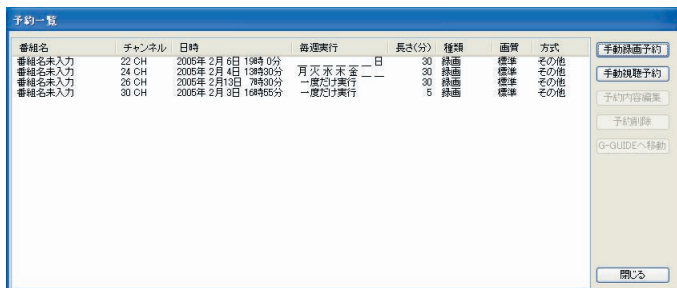 予約一覧
番組名 チャンネル 日時 毎週実行 長さ(分) 種類 画質 方式
番組名未入力 22 CH 2005年 2月 6日 19時 0分 _ _ _ _ _ _ 日 30 録画 標準 その他
番組名未入力 24 CH 2005年 2月 4日 13時30分 月 火 水 木 金 _ _ 30 録画 標準 その他
番組名未入力 26 CH 2005年 2月13日 7時30分 一度だけ実行 30 録画 標準 その他
番組名未入力 30 CH 2005年 2月 3日 16時55分 一度だけ実行 5 録画 標準 その他
手動録画予約
手動視聴予約
予約内容編集
予約削除
G-GUIDEへ移動
閉じる